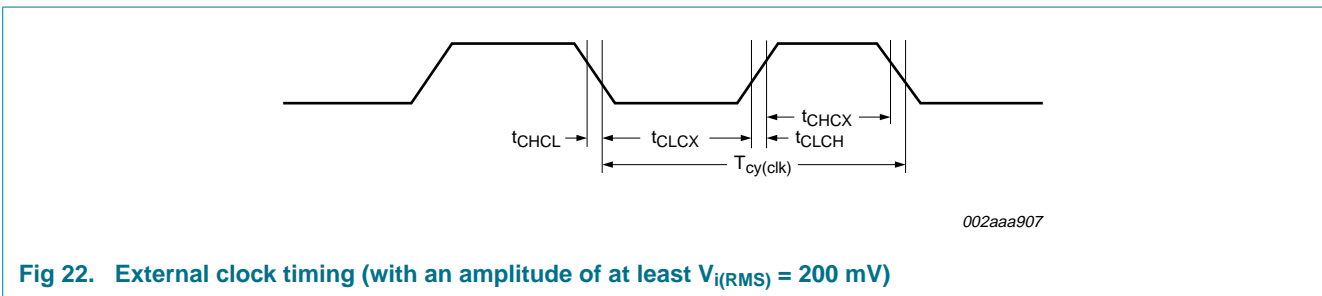 tCHCX
tCHCL
tCLCX
tCLCH
Tcy(clk)
002aaa907
Fig 22. External clock timing (with an amplitude of at least Vi(RMS) = 200 mV)